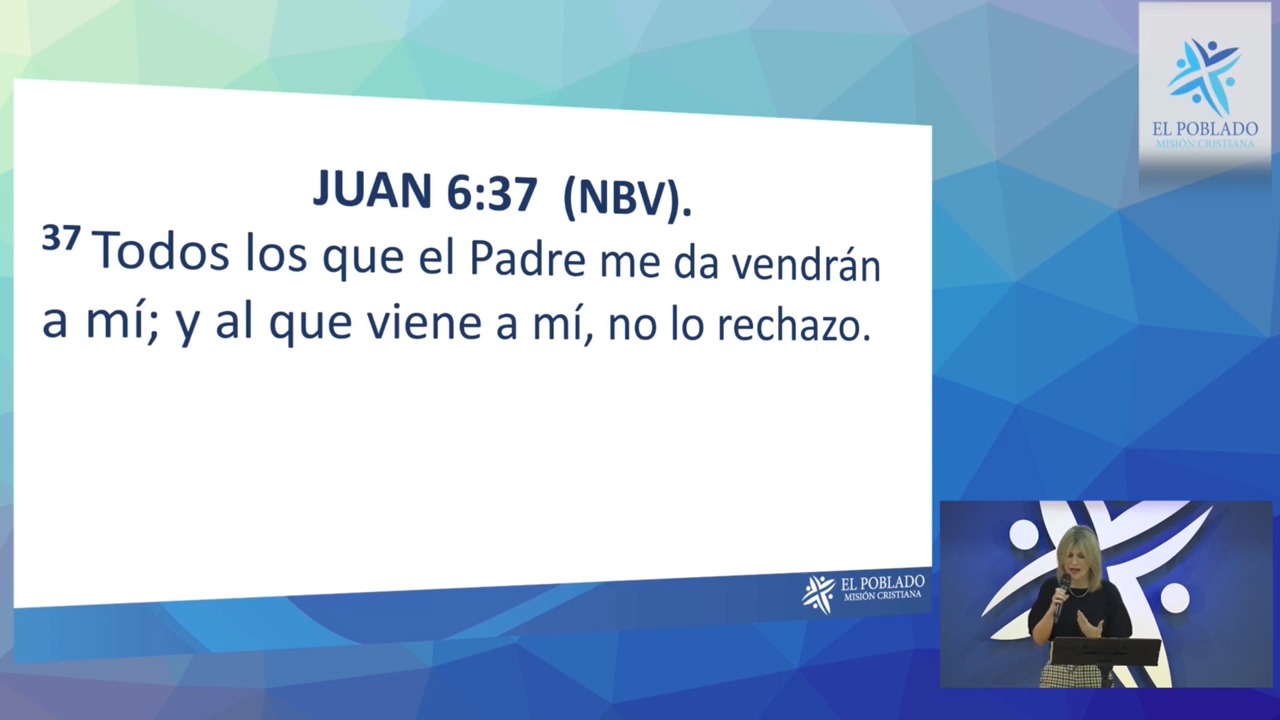 JUAN 6:37 (NBV).
37 Todos los que el Padre me da vendrán
a mí; y al que viene a mí, no lo rechazo.
EL POBLADO
MISIÓN CRISTIANA
EL POBLADO
MISIÓN CRISTIANA